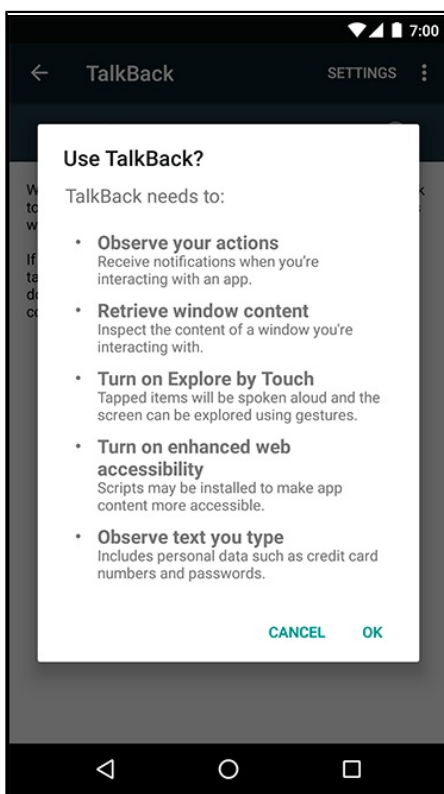 7:00
TalkBack SETTINGS
Use TalkBack?
TalkBack needs to:
• Observe your actions
Receive notifications when you're
interacting with an app.
• Retrieve window content
Inspect the content of a window you're
interacting with.
• Turn on Explore by Touch
Tapped items will be spoken aloud and the
screen can be explored using gestures.
• Turn on enhanced web
accessibility
Scripts may be installed to make app
content more accessible.
• Observe text you type
Includes personal data such as credit card
numbers and passwords.
CANCEL OK